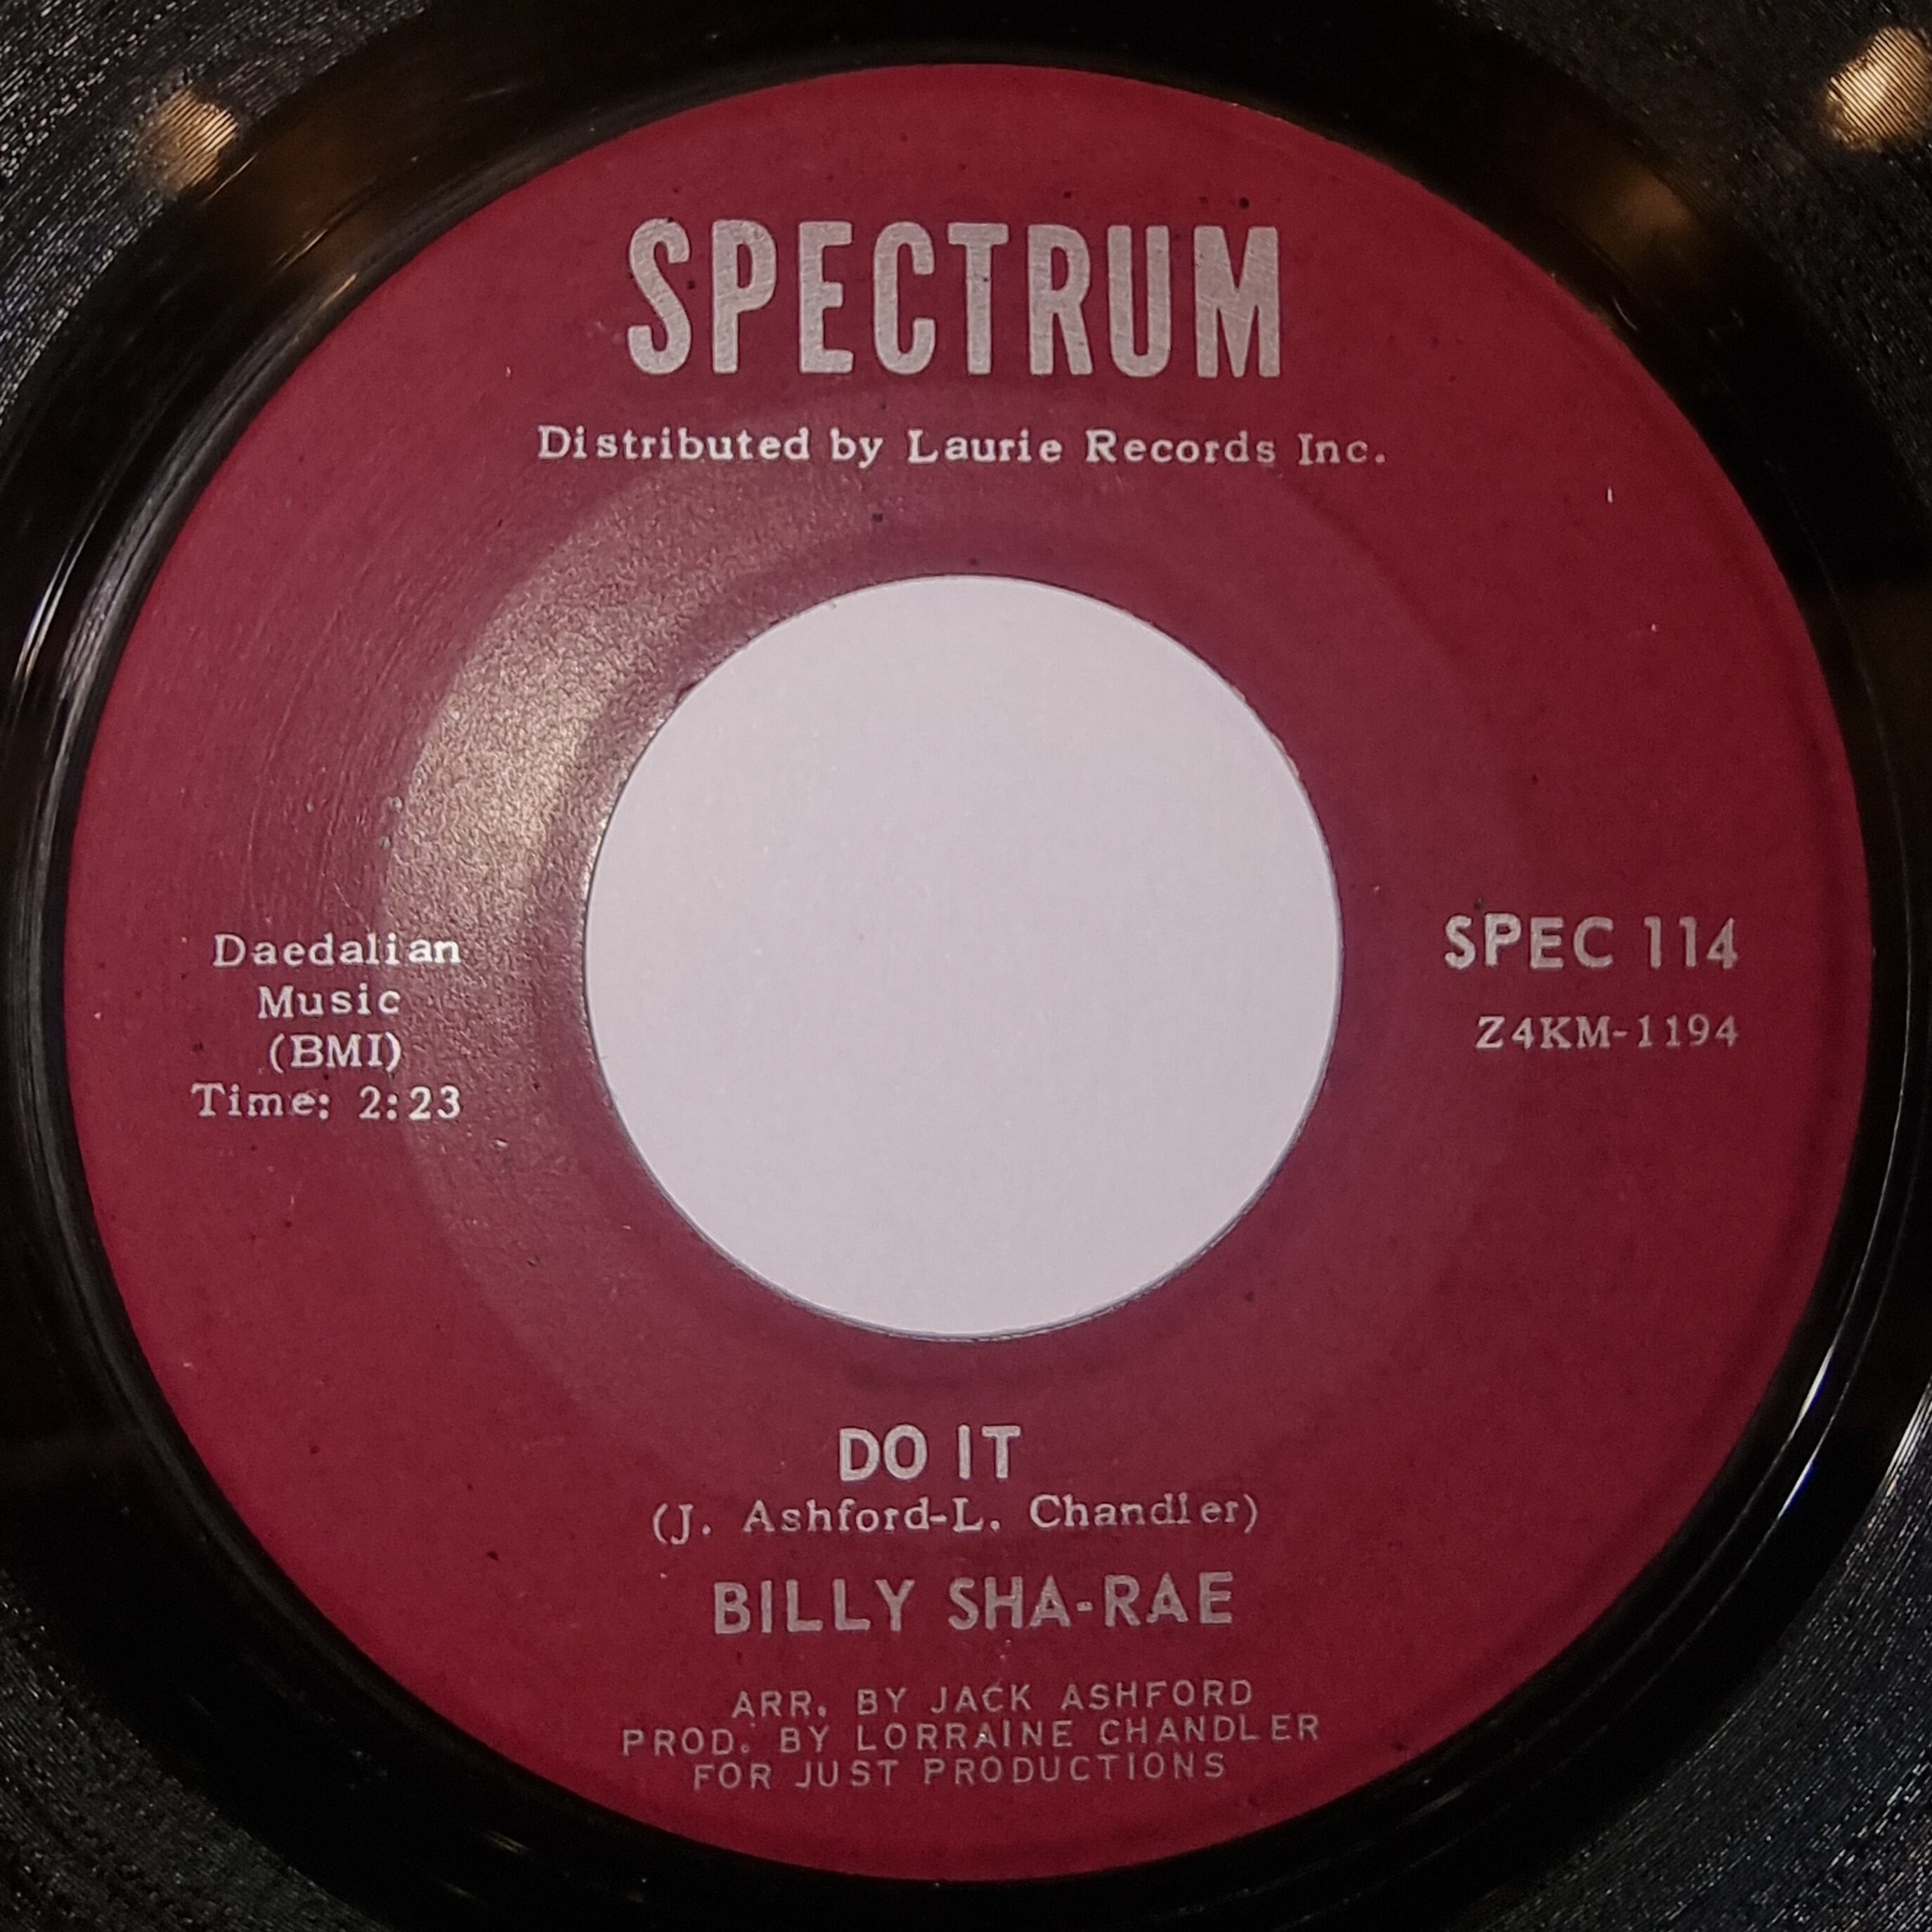 SPECTRUM
Distributed by Laurie Records Inc.
Daedalian
Music
(BMI)
Time: 2:23
SPEC 114
Z4KM-1194
DO IT
(J. Ashford-L. Chandler)
BILLY SHA-RAE
ARR. BY JACK ASHFORD
PROD. BY LORRAINE CHANDLER
FOR JUST PRODUCTIONS